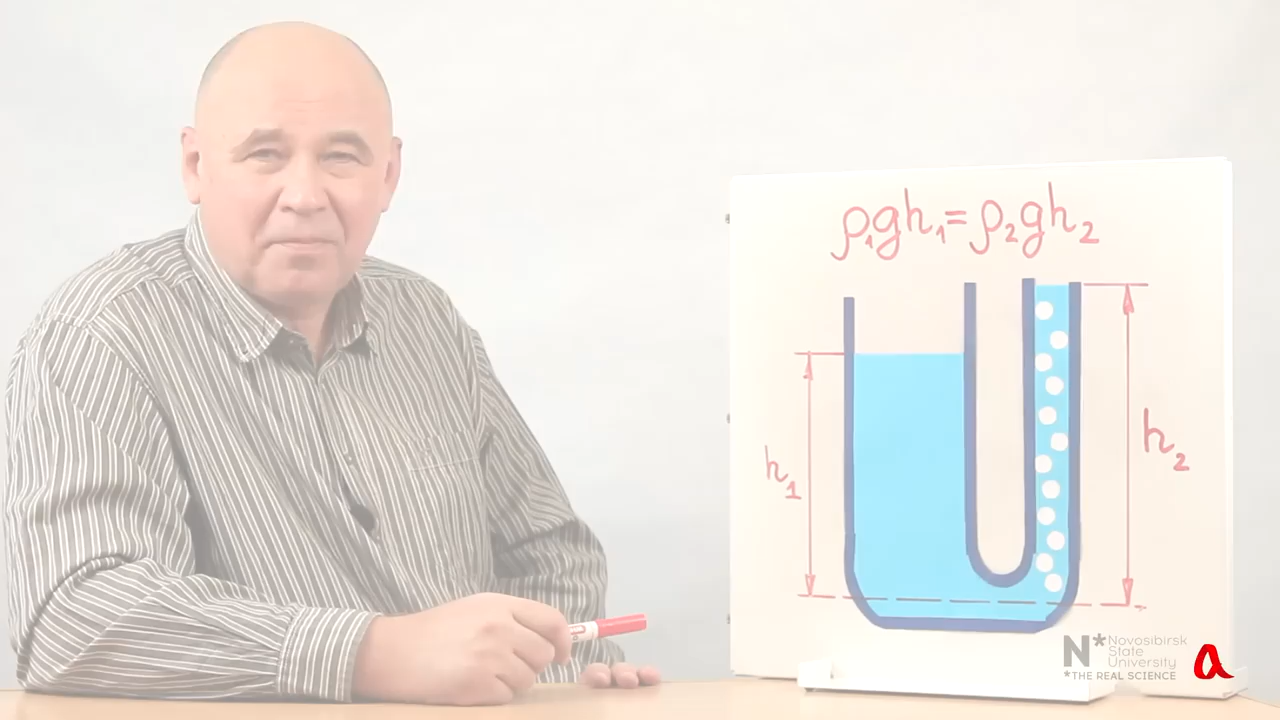 ρ₁gh₁=ρ₂gh₂
h₁
h₂
N*
Novosibirsk
State
University
*THE REAL SCIENCE